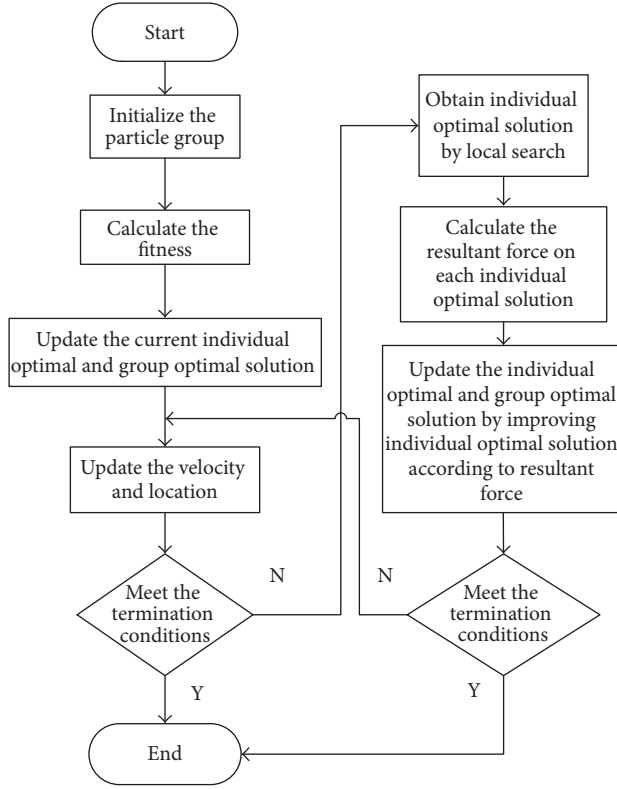 Start
Initialize the
particle group
Calculate the
fitness
Update the current individual
optimal and group optimal solution
Update the velocity
and location
Meet the
termination
conditions
N
Y
End
Obtain individual
optimal solution
by local search
Calculate the
resultant force on
each individual
optimal solution
Update the individual
optimal and group optimal
solution by improving
individual optimal solution
according to resultant
force
Meet the
termination
conditions
N
Y